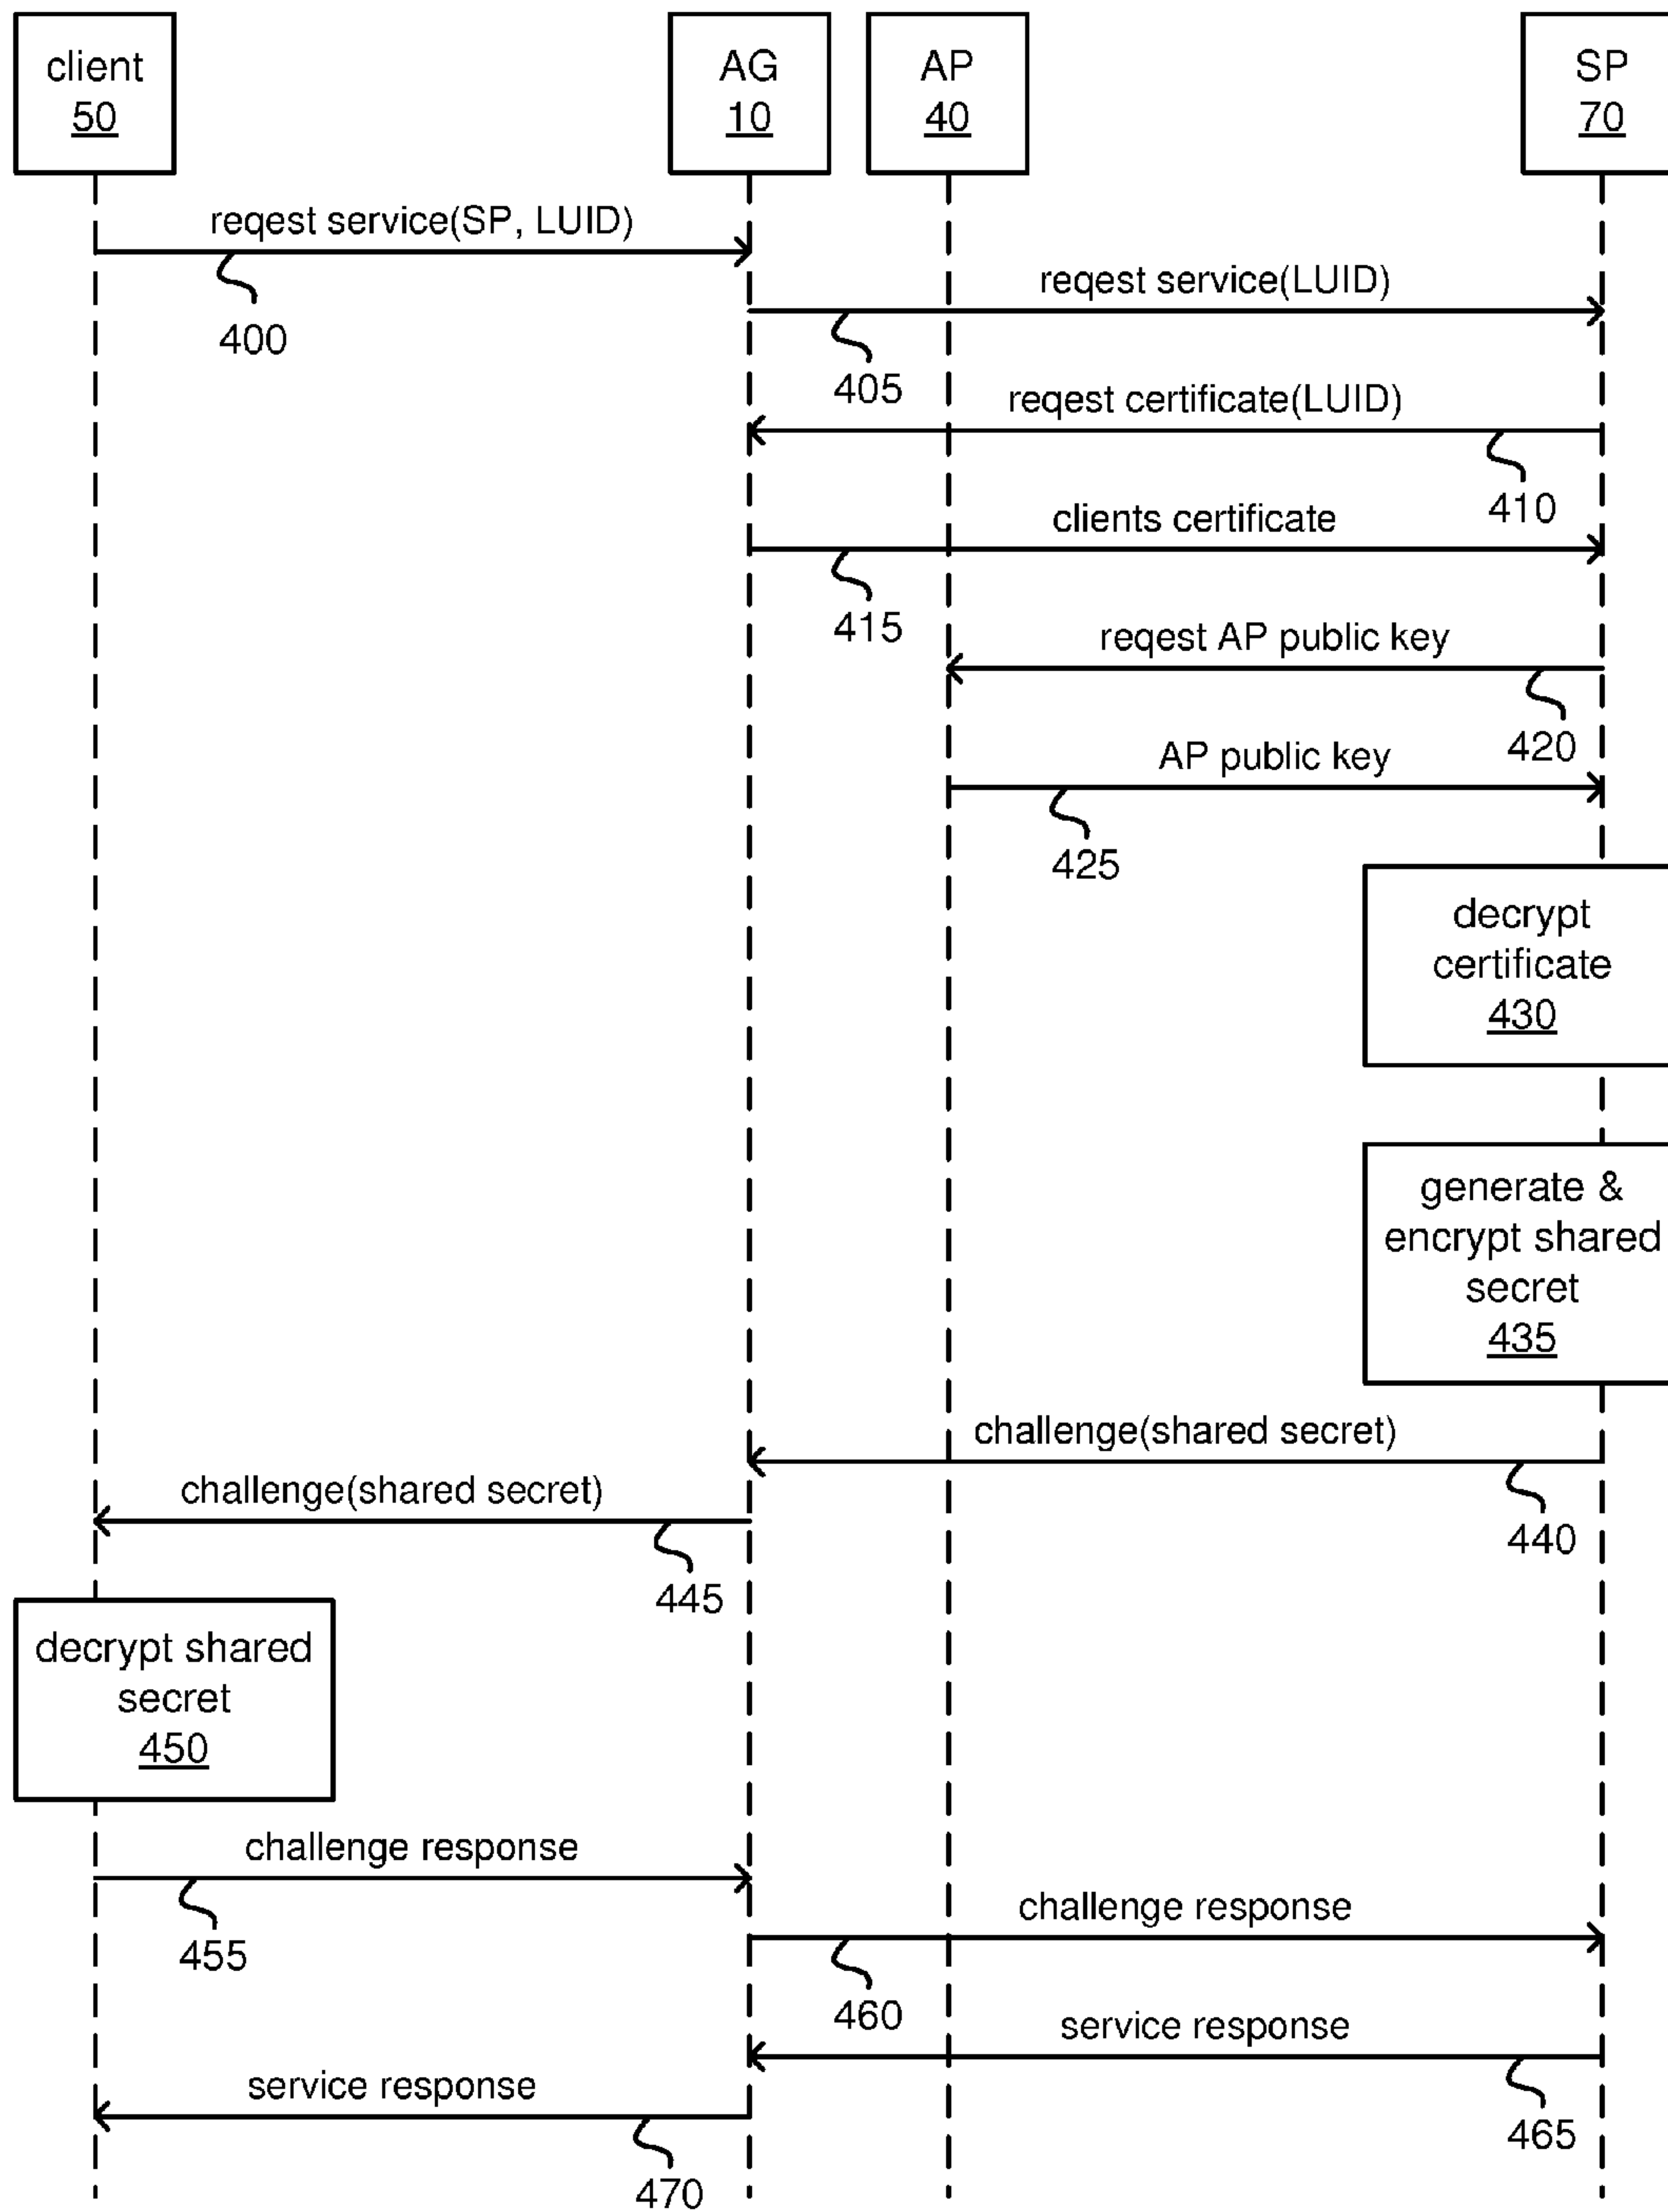 client
50
AG
10
AP
40
SP
70
reqest service(SP, LUID)
400
reqest service(LUID)
405
reqest certificate(LUID)
410
clients certificate
415
reqest AP public key
420
AP public key
425
decrypt
certificate
430
generate &
encrypt shared
secret
435
challenge(shared secret)
440
challenge(shared secret)
445
decrypt shared
secret
450
challenge response
455
challenge response
460
service response
465
service response
470